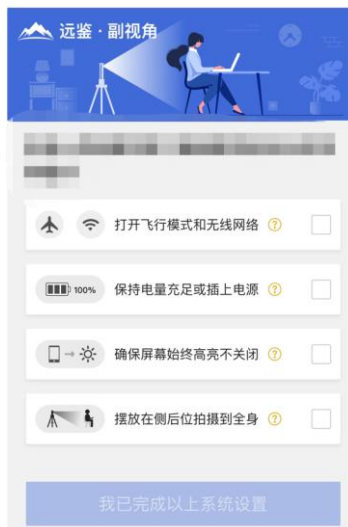 远鉴·副视角
打开飞行模式和无线网络 ?
100% 保持电量充足或插上电源 ?
确保屏幕始终高亮不关闭 ?
摆放在侧后位拍摄到全身 ?
我已完成以上系统设置